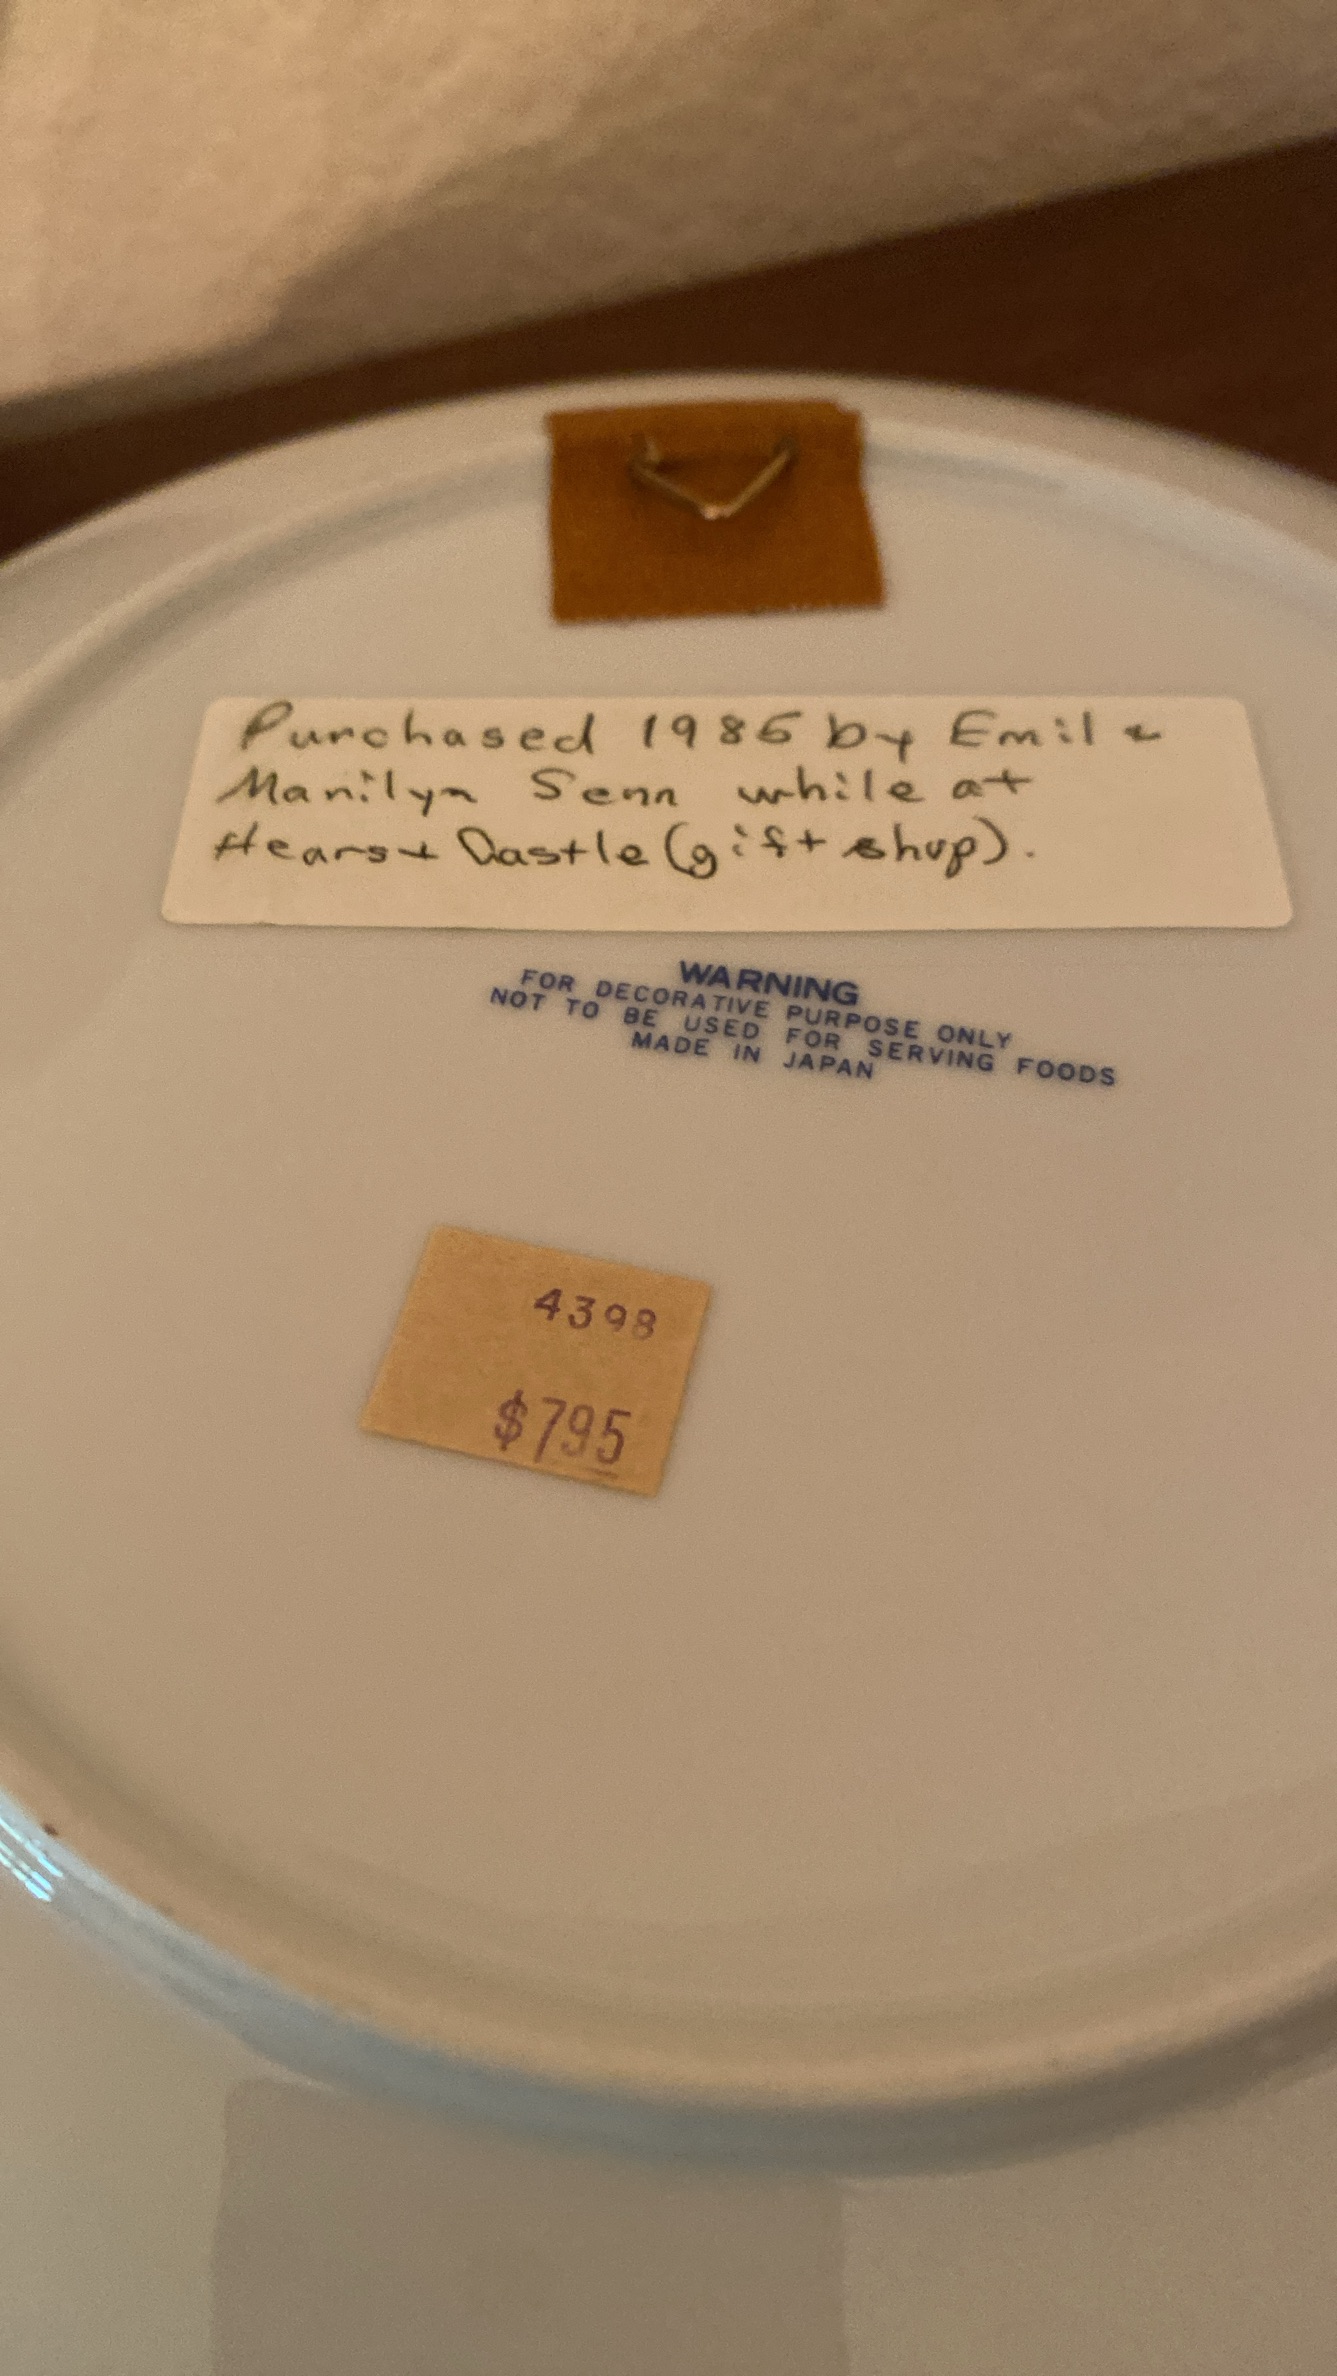 Purchased 1986 by Emil &
Marilyn Senn while at
Hearst Castle (gift shop).
WARNING
FOR DECORATIVE PURPOSE ONLY
NOT TO BE USED FOR SERVING FOODS
MADE IN JAPAN
4398
$795